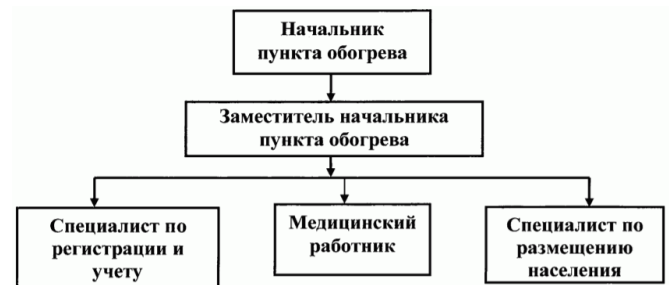 Начальник
пункта обогрева
Заместитель начальника
пункта обогрева
Специалист по
регистрации и
учету
Медицинский
работник
Специалист по
размещению
населения